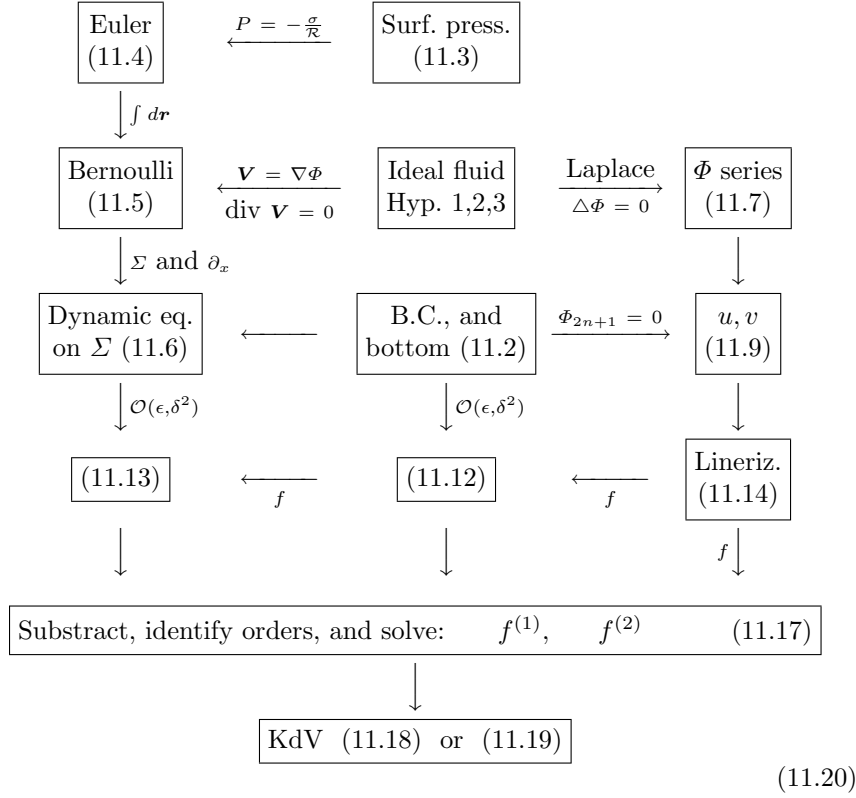 Euler P = −σ/ℛ Surf. press.
(11.4) (11.3)
∫ d𝒓
Bernoulli 𝑽 = ∇Φ Ideal fluid Laplace Φ series
(11.5) div 𝑽 = 0 Hyp. 1,2,3 △Φ = 0 (11.7)
Σ and ∂ₓ
Dynamic eq. B.C., and Φ₂ₙ₊₁ = 0 u, v
on Σ (11.6) bottom (11.2) (11.9)
𝒪(ϵ,δ²) 𝒪(ϵ,δ²)
(11.13) f (11.12) f Lineriz.
(11.14)
f
Substract, identify orders, and solve: f⁽¹⁾, f⁽²⁾ (11.17)
KdV (11.18) or (11.19)
(11.20)